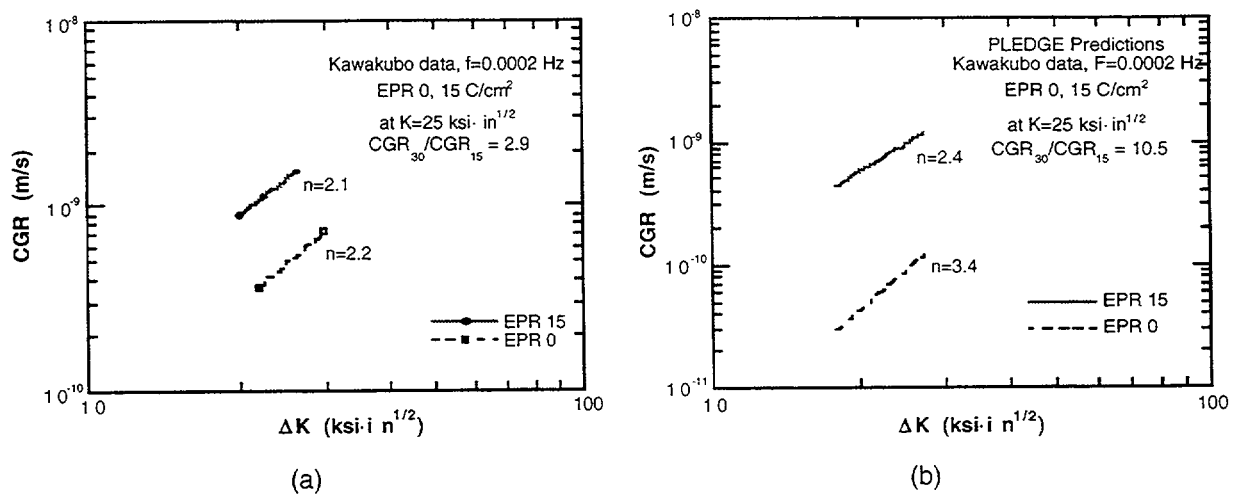 10⁻⁸
Kawakubo data, f=0.0002 Hz
EPR 0, 15 C/cm²
at K=25 ksi· in^1/2
CGR₃₀/CGR₁₅ = 2.9
CGR (m/s)
10⁻⁹
n=2.1
n=2.2
EPR 15
EPR 0
10⁻¹⁰
10
100
ΔK (ksi·i n^1/2)
(a)
10⁻⁸
PLEDGE Predictions
Kawakubo data, F=0.0002 Hz
EPR 0, 15 C/cm²
at K=25 ksi· in^1/2
CGR₃₀/CGR₁₅ = 10.5
CGR (m/s)
10⁻⁹
n=2.4
10⁻¹⁰
n=3.4
EPR 15
EPR 0
10⁻¹¹
10
100
ΔK (ksi·i n^1/2)
(b)